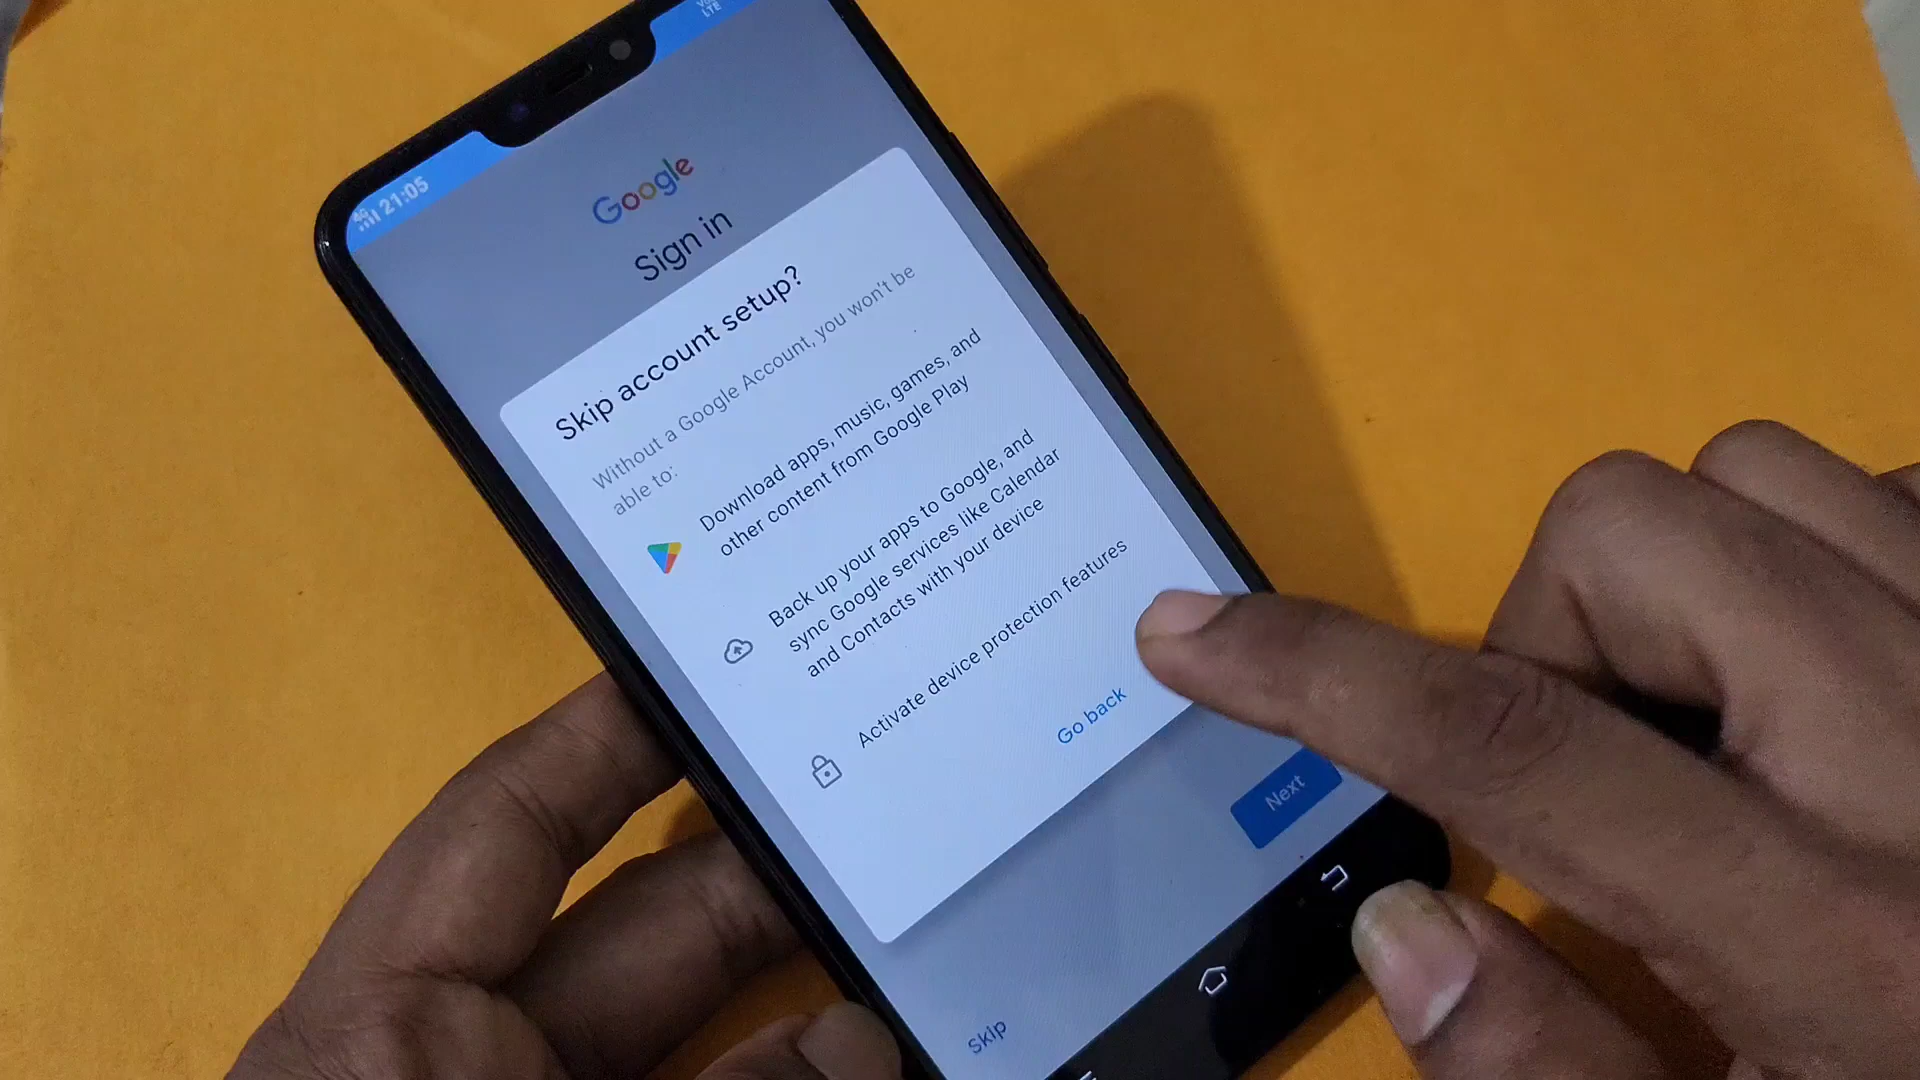 4G 21:05
VoLTE
Google
Sign in
Skip account setup?
Without a Google Account, you won't be
able to:
Download apps, music, games, and
other content from Google Play
Back up your apps to Google, and
sync Google services like Calendar
and Contacts with your device
Activate device protection features
Go back
Next
Skip